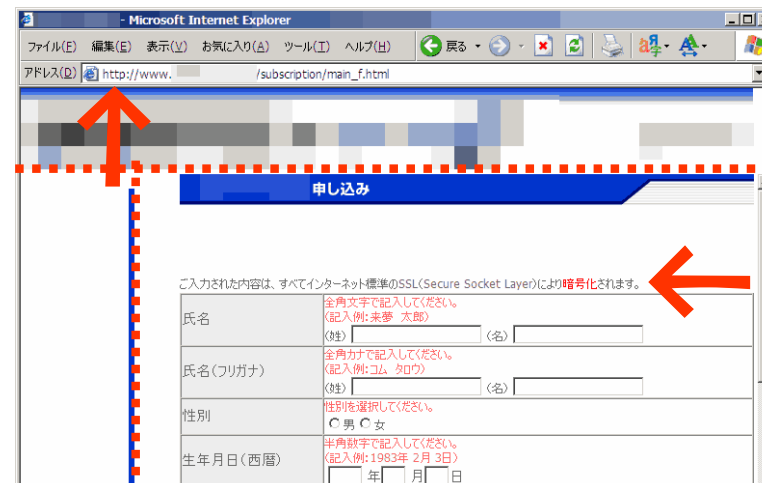 - Microsoft Internet Explorer
ファイル(F) 編集(E) 表示(V) お気に入り(A) ツール(T) ヘルプ(H) 戻る
アドレス(D) http://www. /subscription/main_f.html
申し込み
ご入力された内容は、すべてインターネット標準のSSL(Secure Socket Layer)により暗号化されます。
氏名
全角文字で記入してください。
(記入例:来夢 太郎)
(姓) (名)
氏名(フリガナ)
全角カナで記入してください。
(記入例:コム タロウ)
(姓) (名)
性別
性別を選択してください。
男 女
生年月日(西暦)
半角数字で記入してください。
(記入例:1983年 2月 3日)
年 月 日